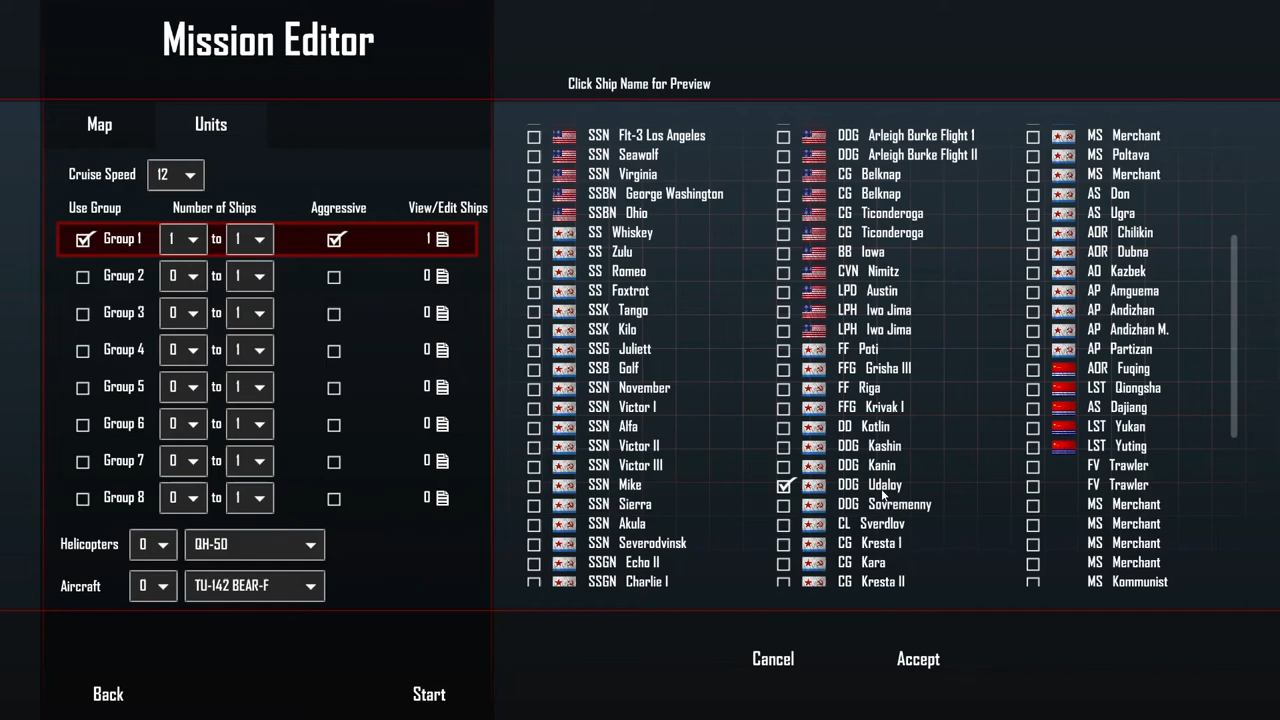 Mission Editor
Click Ship Name for Preview
Map
Units
Cruise Speed
12
Use Group
Number of Ships
Aggressive
View/Edit Ships
Group 1
1
to
1
1
Group 2
0
to
1
0
Group 3
0
to
1
0
Group 4
0
to
1
0
Group 5
0
to
1
0
Group 6
0
to
1
0
Group 7
0
to
1
0
Group 8
0
to
1
0
Helicopters
0
QH-50
Aircraft
0
TU-142 BEAR-F
Back
Start
SSN Flt-3 Los Angeles
SSN Seawolf
SSN Virginia
SSBN George Washington
SSBN Ohio
SS Whiskey
SS Zulu
SS Romeo
SS Foxtrot
SSK Tango
SSK Kilo
SSG Juliett
SSB Golf
SSN November
SSN Victor I
SSN Alfa
SSN Victor II
SSN Victor III
SSN Mike
SSN Sierra
SSN Akula
SSN Severodvinsk
SSGN Echo II
SSGN Charlie I
DDG Arleigh Burke Flight I
DDG Arleigh Burke Flight II
CG Belknap
CG Belknap
CG Ticonderoga
CG Ticonderoga
BB Iowa
CVN Nimitz
LPD Austin
LPH Iwo Jima
LPH Iwo Jima
FF Poti
FFG Grisha III
FF Riga
FFG Krivak I
DD Kotlin
DDG Kashin
DDG Kanin
DDG Udaloy
DDG Sovremenny
CL Sverdlov
CG Kresta I
CG Kara
CG Kresta II
MS Merchant
MS Poltava
MS Merchant
AS Don
AS Ugra
AOR Chilikin
AOR Dubna
AO Kazbek
AP Amguema
AP Andizhan
AP Andizhan M.
AP Partizan
AOR Fuqing
LST Qiongsha
AS Dajiang
LST Yukan
LST Yuting
FV Trawler
FV Trawler
MS Merchant
MS Merchant
MS Merchant
MS Merchant
MS Kommunist
Cancel
Accept